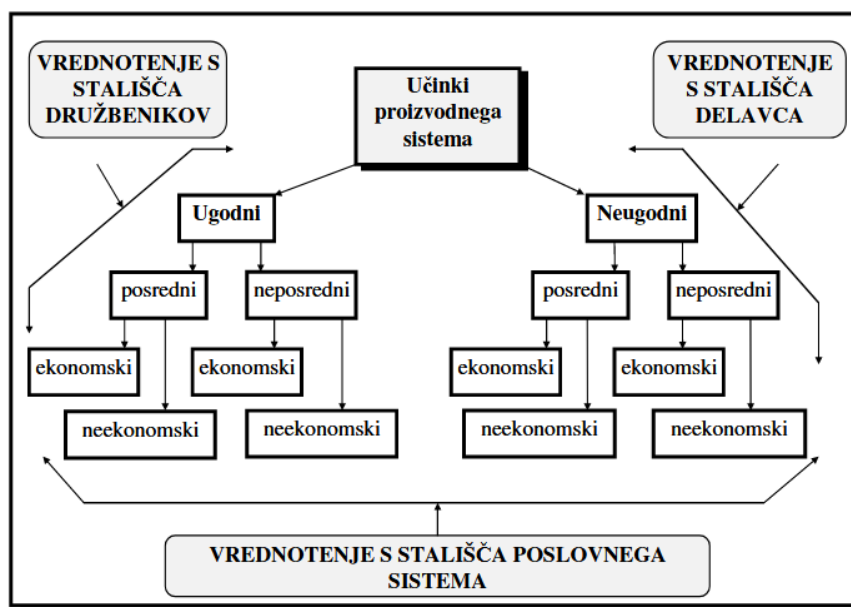 VREDNOTENJE S
STALIŠČA
DRUŽBENIKOV
Učinki
proizvodnega
sistema
VREDNOTENJE
S STALIŠČA
DELAVCA
Ugodni
Neugodni
posredni
neposredni
posredni
neposredni
ekonomski
ekonomski
ekonomski
ekonomski
neekonomski
neekonomski
neekonomski
neekonomski
VREDNOTENJE S STALIŠČA POSLOVNEGA
SISTEMA